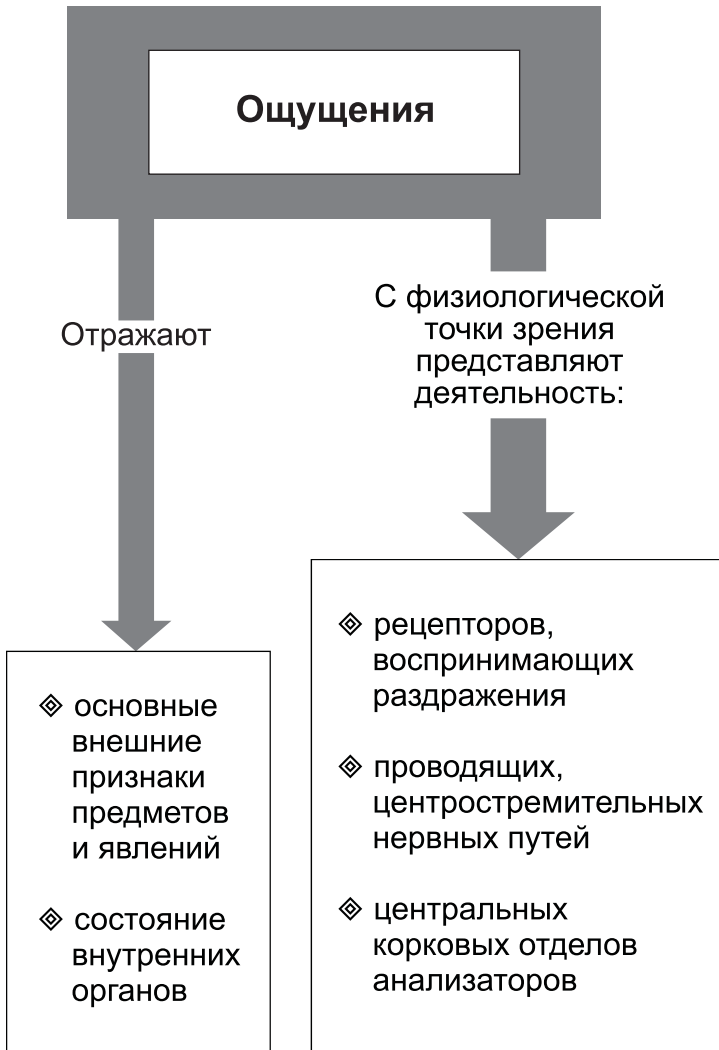 Ощущения
Отражают
◈ основные
внешние
признаки
предметов
и явлений
◈ состояние
внутренних
органов
С физиологической
точки зрения
представляют
деятельность:
◈ рецепторов,
воспринимающих
раздражения
◈ проводящих,
центростремительных
нервных путей
◈ центральных
корковых отделов
анализаторов